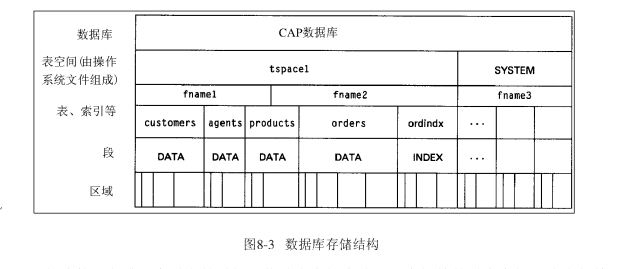 数据库 CAP数据库
表空间(由操作 tspace1 SYSTEM
系统文件组成)
fname1 fname2 fname3
表、索引等
customers agents products orders ordindx ...
段 DATA DATA DATA DATA INDEX ...
区域
图8-3 数据库存储结构